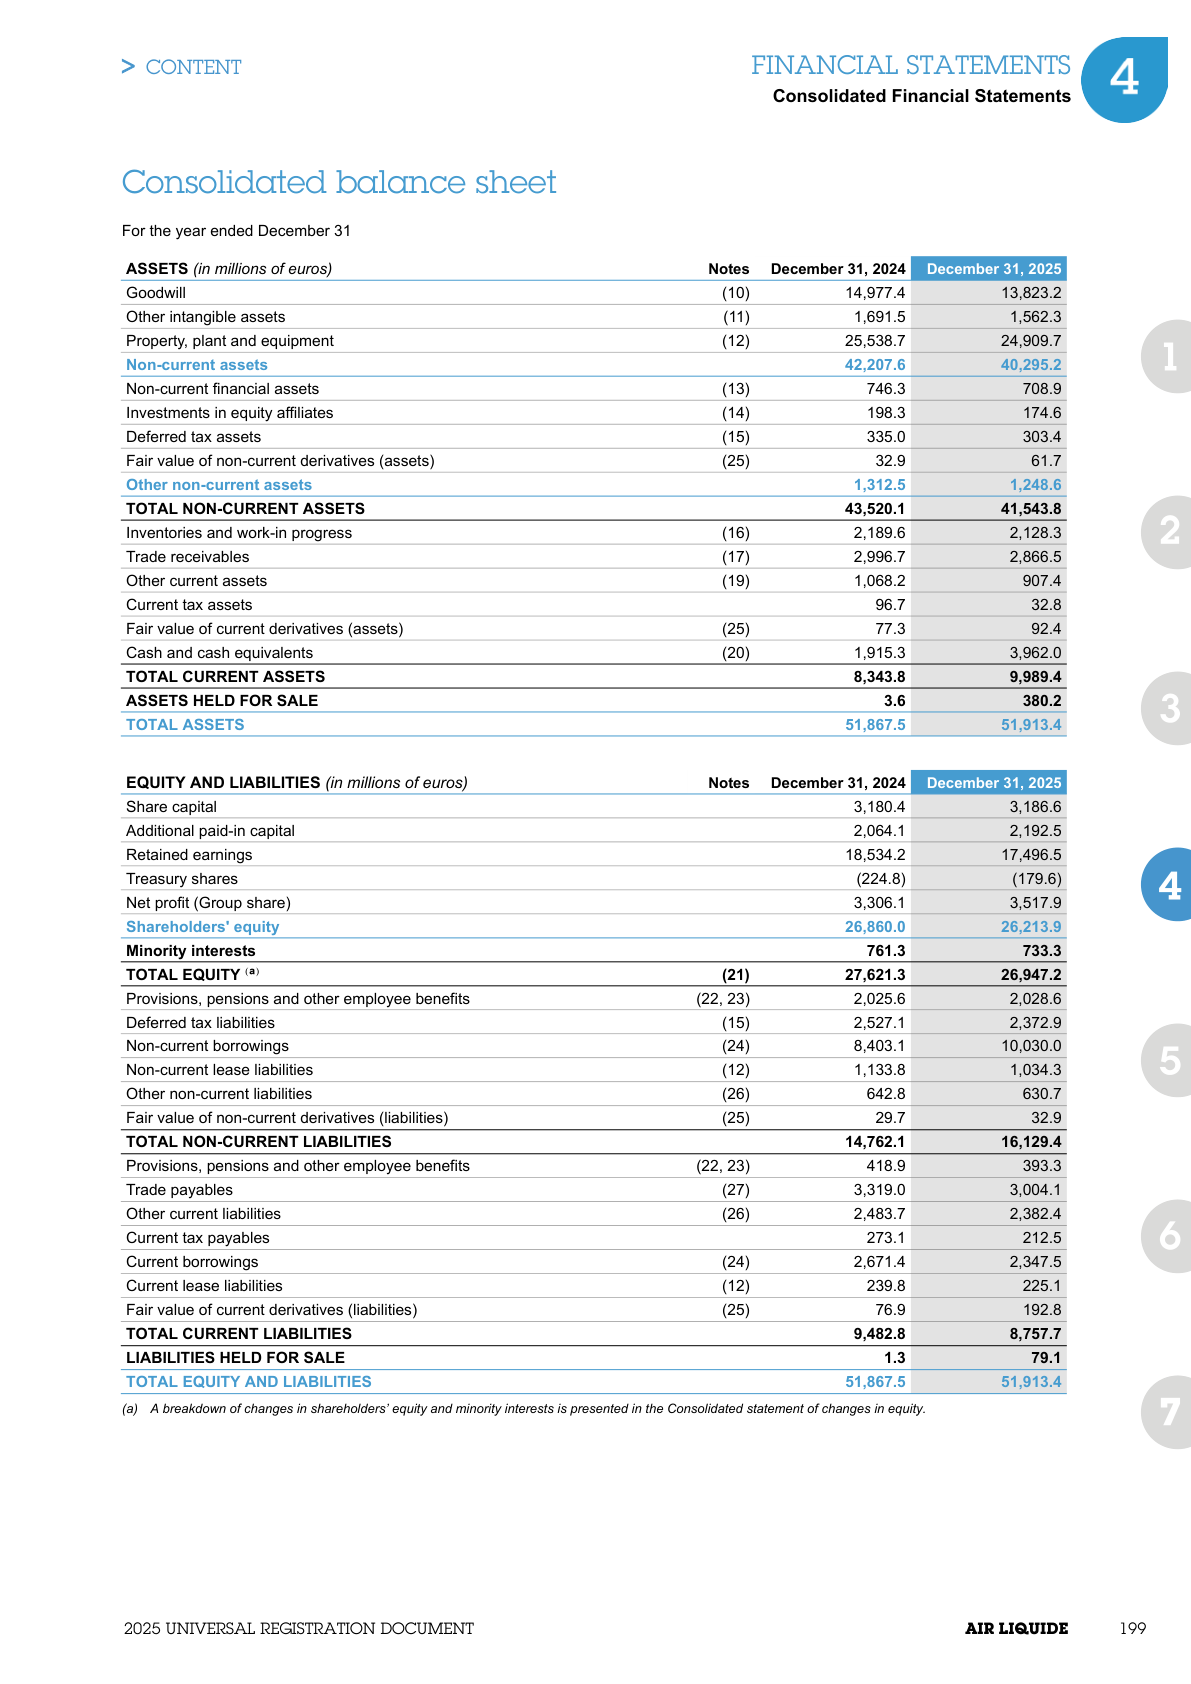 > CONTENT
FINANCIAL STATEMENTS
Consolidated Financial Statements
4
Consolidated balance sheet
For the year ended December 31
ASSETS (in millions of euros) Notes December 31, 2024 December 31, 2025
Goodwill (10) 14,977.4 13,823.2
Other intangible assets (11) 1,691.5 1,562.3
Property, plant and equipment (12) 25,538.7 24,909.7
Non-current assets 42,207.6 40,295.2
Non-current financial assets (13) 746.3 708.9
Investments in equity affiliates (14) 198.3 174.6
Deferred tax assets (15) 335.0 303.4
Fair value of non-current derivatives (assets) (25) 32.9 61.7
Other non-current assets 1,312.5 1,248.6
TOTAL NON-CURRENT ASSETS 43,520.1 41,543.8
Inventories and work-in progress (16) 2,189.6 2,128.3
Trade receivables (17) 2,996.7 2,866.5
Other current assets (19) 1,068.2 907.4
Current tax assets 96.7 32.8
Fair value of current derivatives (assets) (25) 77.3 92.4
Cash and cash equivalents (20) 1,915.3 3,962.0
TOTAL CURRENT ASSETS 8,343.8 9,989.4
ASSETS HELD FOR SALE 3.6 380.2
TOTAL ASSETS 51,867.5 51,913.4
EQUITY AND LIABILITIES (in millions of euros) Notes December 31, 2024 December 31, 2025
Share capital 3,180.4 3,186.6
Additional paid-in capital 2,064.1 2,192.5
Retained earnings 18,534.2 17,496.5
Treasury shares (224.8) (179.6)
Net profit (Group share) 3,306.1 3,517.9
Shareholders' equity 26,860.0 26,213.9
Minority interests 761.3 733.3
TOTAL EQUITY (a) (21) 27,621.3 26,947.2
Provisions, pensions and other employee benefits (22, 23) 2,025.6 2,028.6
Deferred tax liabilities (15) 2,527.1 2,372.9
Non-current borrowings (24) 8,403.1 10,030.0
Non-current lease liabilities (12) 1,133.8 1,034.3
Other non-current liabilities (26) 642.8 630.7
Fair value of non-current derivatives (liabilities) (25) 29.7 32.9
TOTAL NON-CURRENT LIABILITIES 14,762.1 16,129.4
Provisions, pensions and other employee benefits (22, 23) 418.9 393.3
Trade payables (27) 3,319.0 3,004.1
Other current liabilities (26) 2,483.7 2,382.4
Current tax payables 273.1 212.5
Current borrowings (24) 2,671.4 2,347.5
Current lease liabilities (12) 239.8 225.1
Fair value of current derivatives (liabilities) (25) 76.9 192.8
TOTAL CURRENT LIABILITIES 9,482.8 8,757.7
LIABILITIES HELD FOR SALE 1.3 79.1
TOTAL EQUITY AND LIABILITIES 51,867.5 51,913.4
(a) A breakdown of changes in shareholders’ equity and minority interests is presented in the Consolidated statement of changes in equity.
1
2
3
4
5
6
7
2025 UNIVERSAL REGISTRATION DOCUMENT
AIR LIQUIDE 199